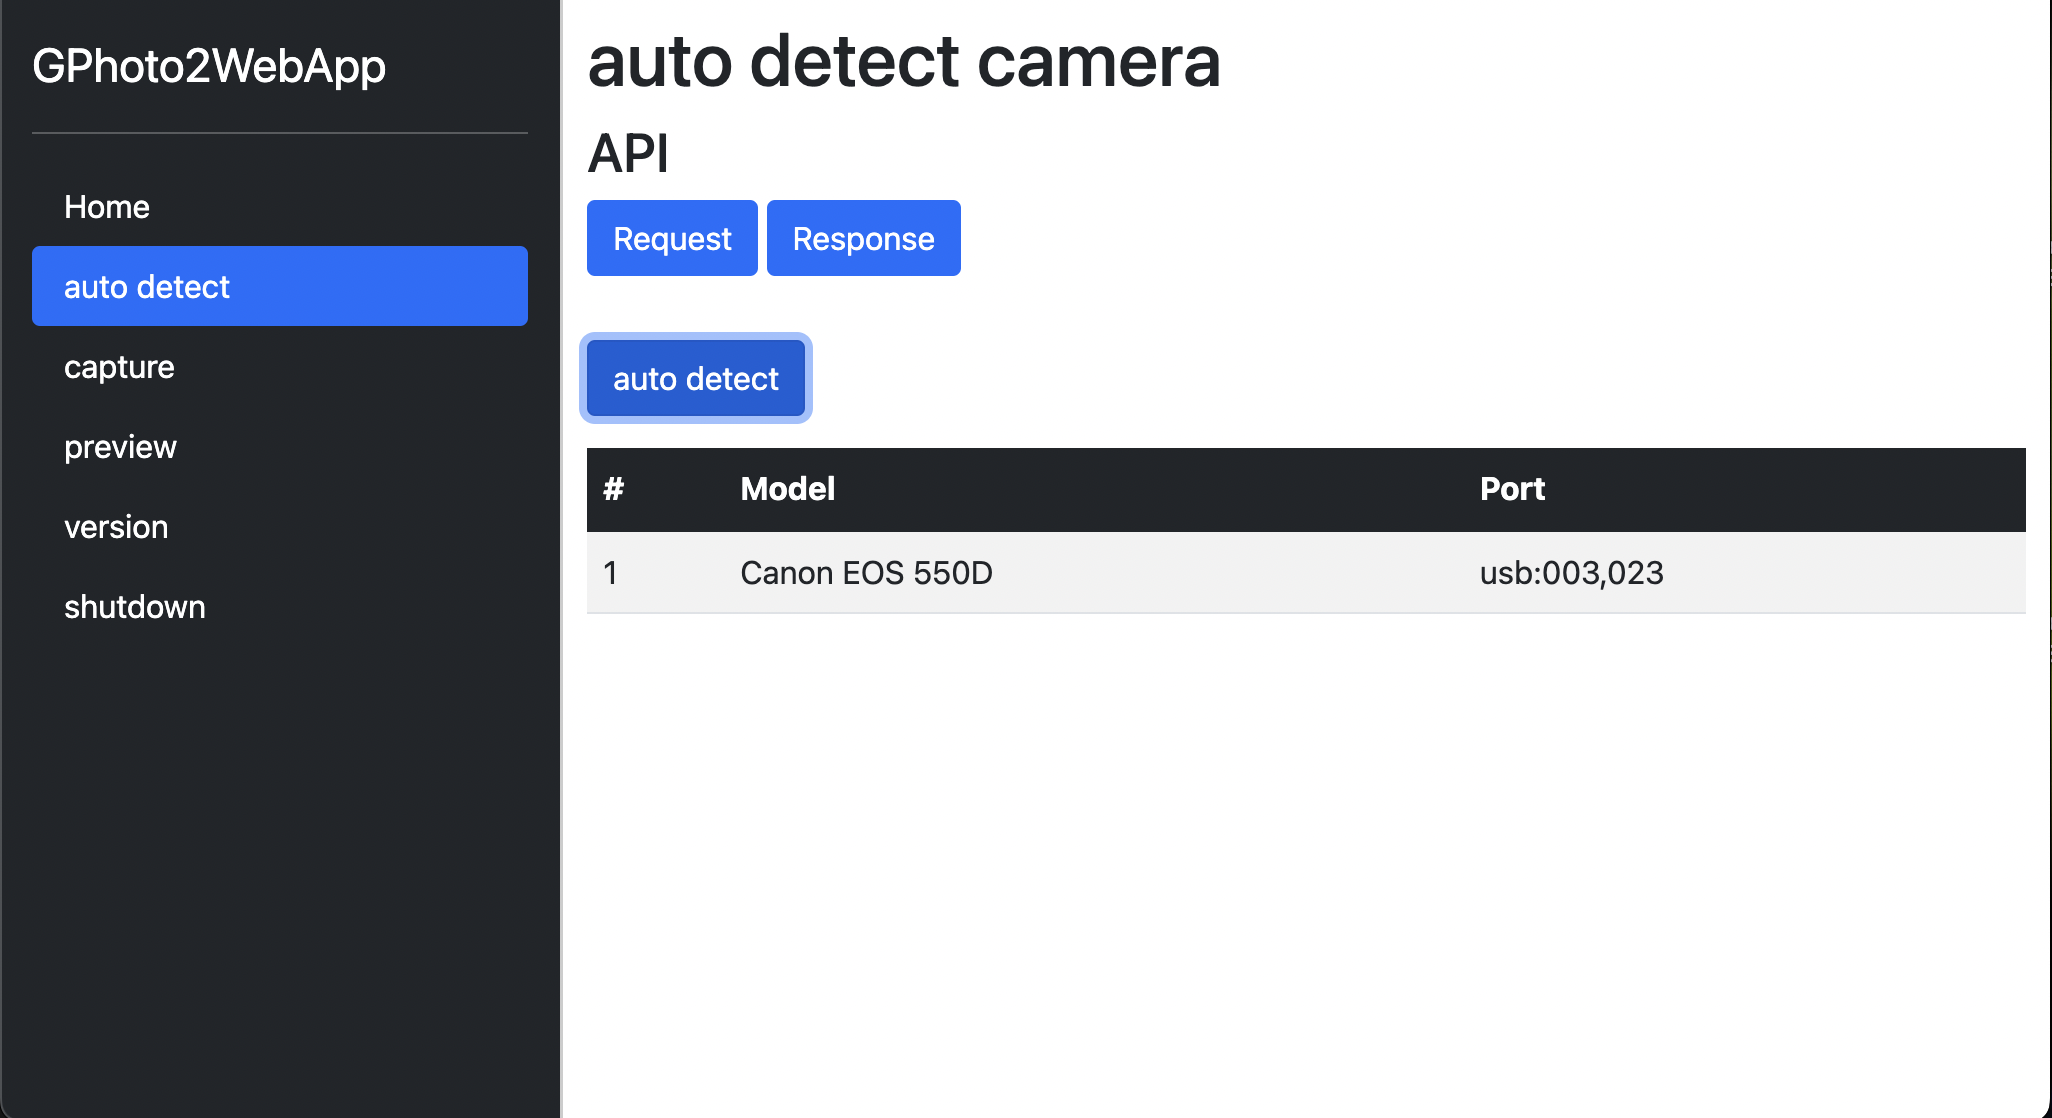 GPhoto2WebApp
Home
auto detect
capture
preview
version
shutdown
auto detect camera
API
Request Response
auto detect
# Model Port
1 Canon EOS 550D usb:003,023